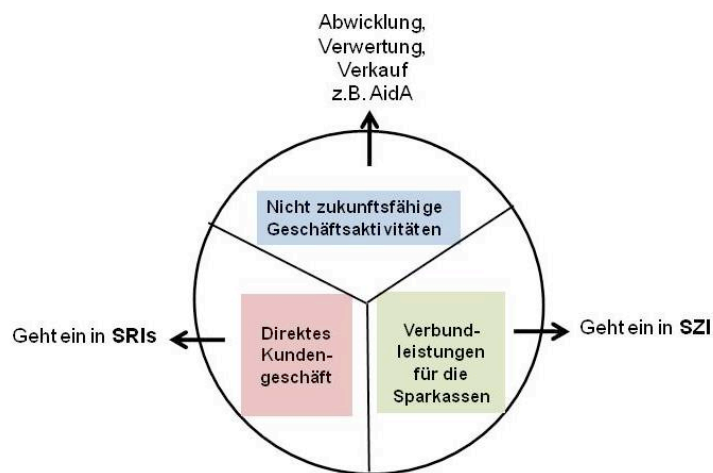 Abwicklung,
Verwertung,
Verkauf
z.B. AidA
Nicht zukunftsfähige
Geschäftsaktivitäten
Geht ein in SRIs
Direktes
Kunden-
geschäft
Verbund-
leistungen
für die
Sparkassen
Geht ein in SZI